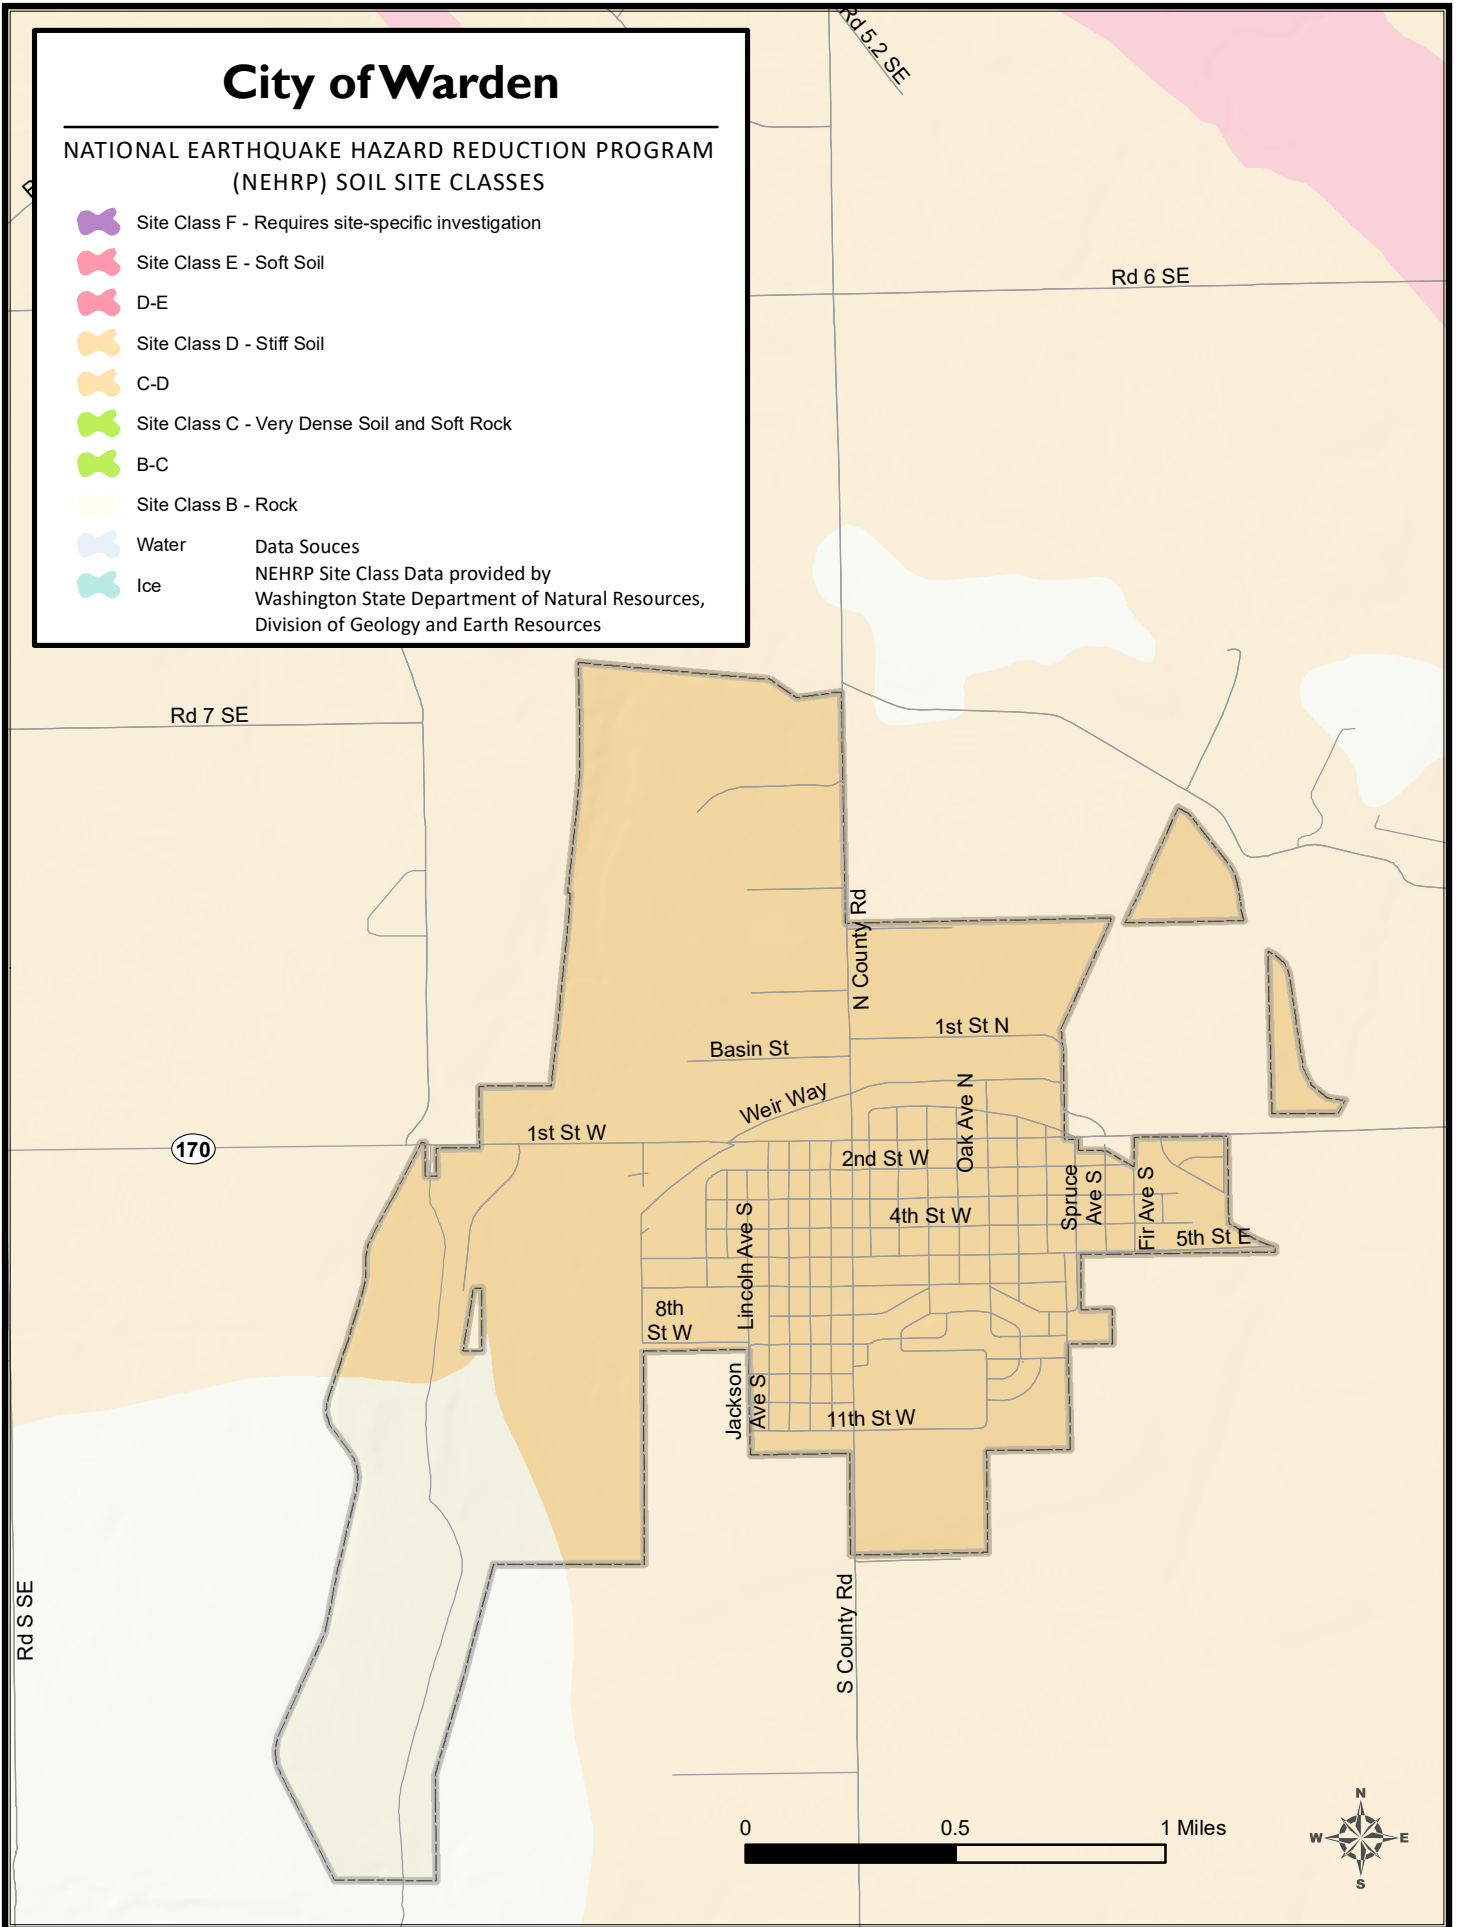 City of Warden
NATIONAL EARTHQUAKE HAZARD REDUCTION PROGRAM
(NEHRP) SOIL SITE CLASSES
Site Class F - Requires site-specific investigation
Site Class E - Soft Soil
D-E
Site Class D - Stiff Soil
C-D
Site Class C - Very Dense Soil and Soft Rock
B-C
Site Class B - Rock
Water
Ice
Data Souces
NEHRP Site Class Data provided by
Washington State Department of Natural Resources,
Division of Geology and Earth Resources
Rd 5.2 SE
Rd 6 SE
Rd 7 SE
N County Rd
1st St N
Basin St
Weir Way
Oak Ave N
1st St W
170
2nd St W
Spruce
Ave S
Fir Ave S
4th St W
5th St E
Lincoln Ave S
8th
St W
Jackson
Ave S
11th St W
Rd S SE
S County Rd
0 0.5 1 Miles
N
W E
S